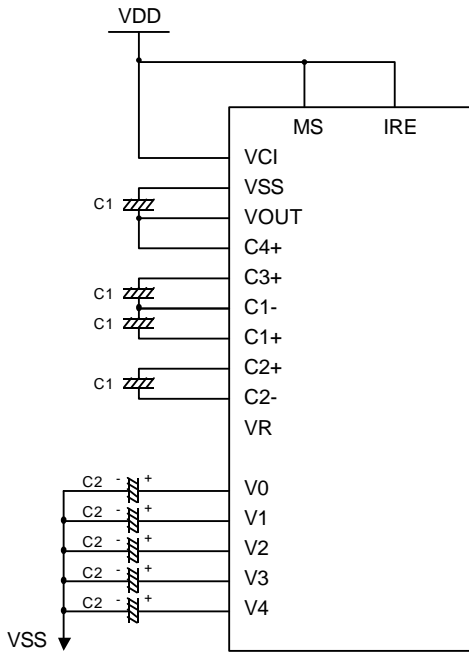 VDD
MS IRE
VCI
VSS
C1
VOUT
C4+
C3+
C1
C1-
C1
C1+
C2+
C1
C2-
VR
C2 - + V0
C2 - + V1
C2 - + V2
C2 - + V3
C2 - + V4
VSS